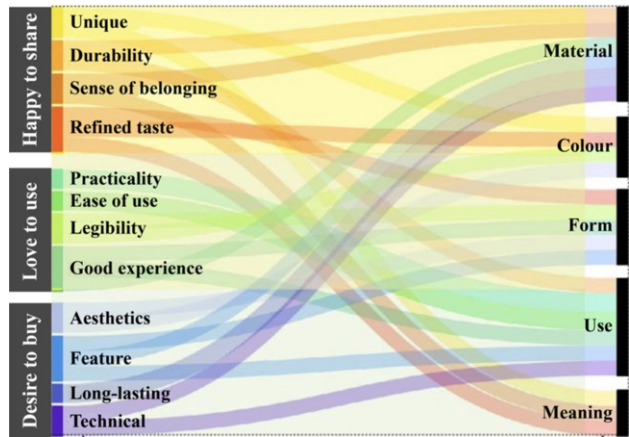 Happy to share
Unique
Durability
Sense of belonging
Refined taste
Love to use
Practicality
Ease of use
Legibility
Good experience
Desire to buy
Aesthetics
Feature
Long-lasting
Technical
Material
Colour
Form
Use
Meaning